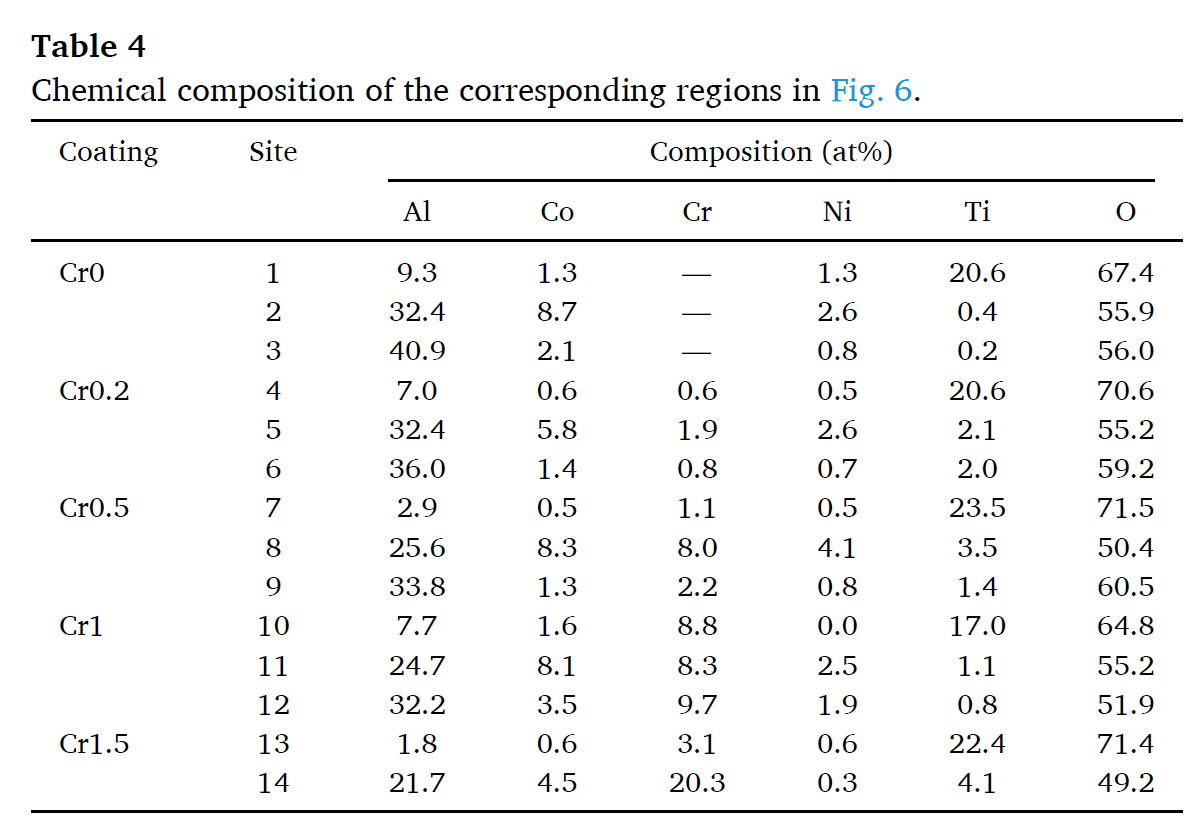 Table 4
Chemical composition of the corresponding regions in Fig. 6.
Coating Site Composition (at%)
Al Co Cr Ni Ti O
Cr0 1 9.3 1.3 — 1.3 20.6 67.4
2 32.4 8.7 — 2.6 0.4 55.9
3 40.9 2.1 — 0.8 0.2 56.0
Cr0.2 4 7.0 0.6 0.6 0.5 20.6 70.6
5 32.4 5.8 1.9 2.6 2.1 55.2
6 36.0 1.4 0.8 0.7 2.0 59.2
Cr0.5 7 2.9 0.5 1.1 0.5 23.5 71.5
8 25.6 8.3 8.0 4.1 3.5 50.4
9 33.8 1.3 2.2 0.8 1.4 60.5
Cr1 10 7.7 1.6 8.8 0.0 17.0 64.8
11 24.7 8.1 8.3 2.5 1.1 55.2
12 32.2 3.5 9.7 1.9 0.8 51.9
Cr1.5 13 1.8 0.6 3.1 0.6 22.4 71.4
14 21.7 4.5 20.3 0.3 4.1 49.2